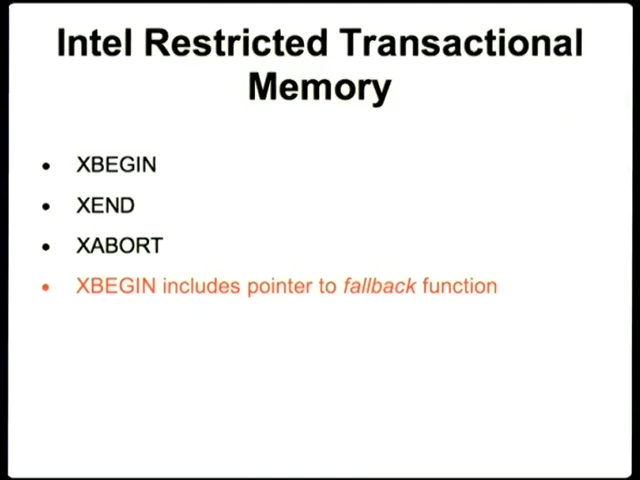 Intel Restricted Transactional
Memory
• XBEGIN
• XEND
• XABORT
• XBEGIN includes pointer to fallback function